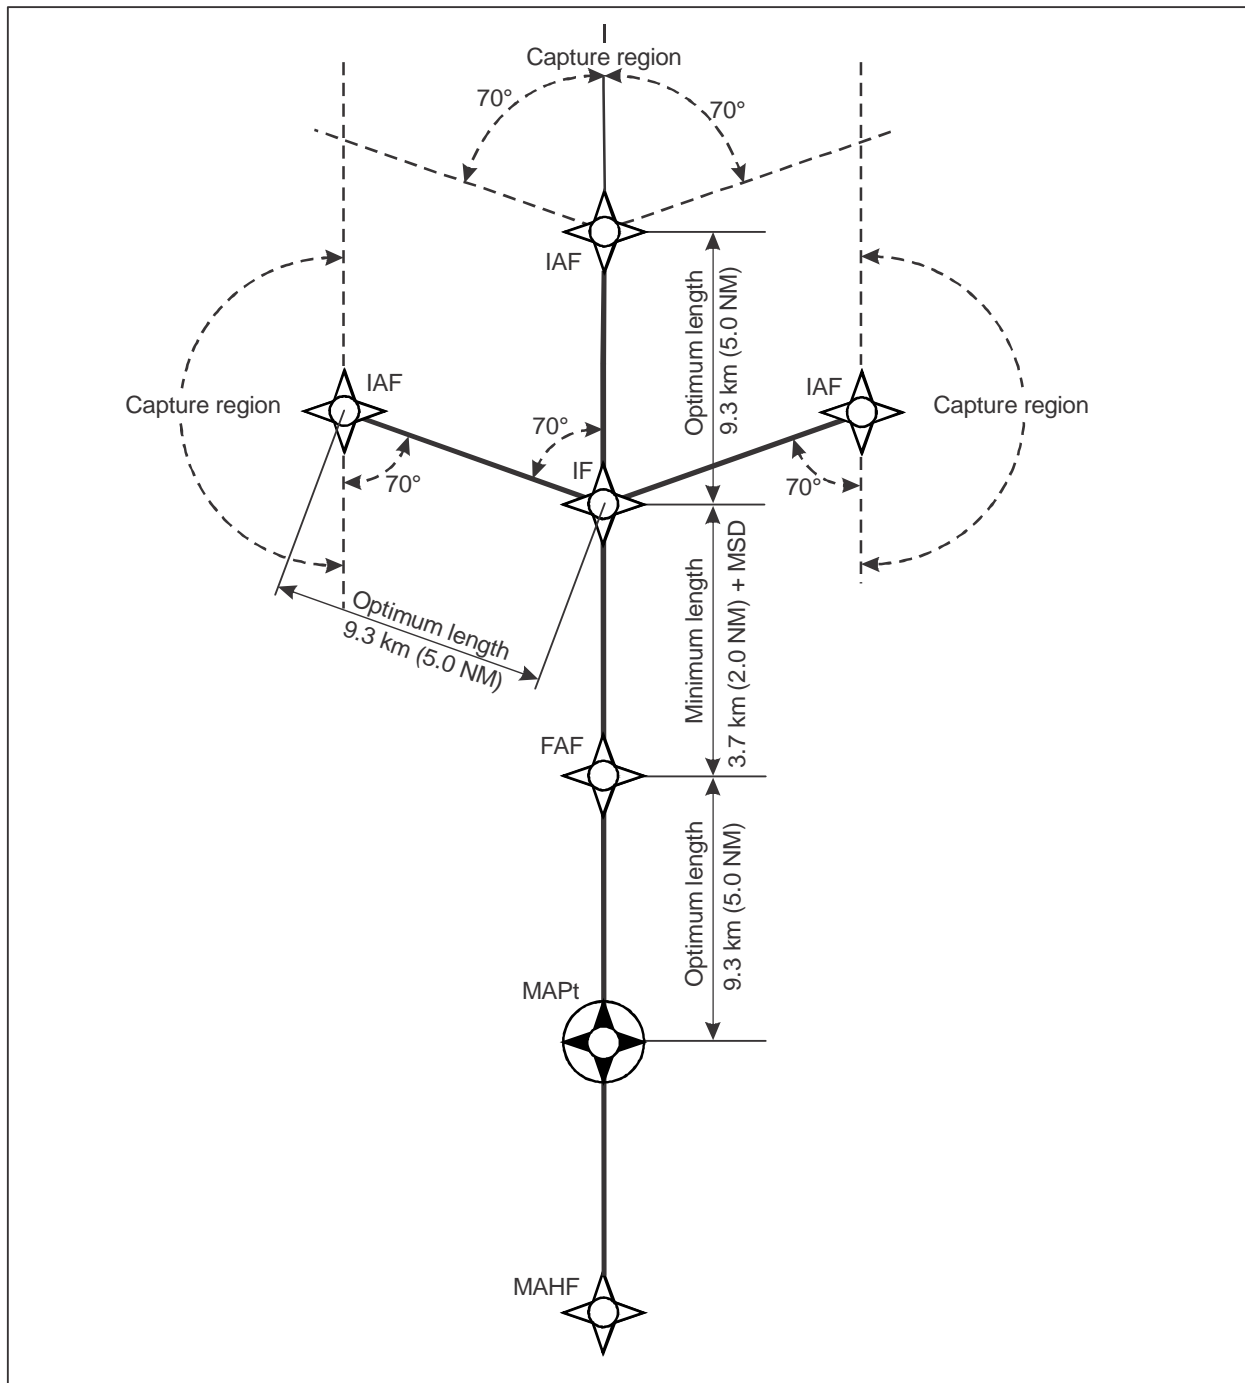 Capture region
70°
70°
IAF
Optimum length
9.3 km (5.0 NM)
IAF
IAF
Capture region
Capture region
70°
IF
70°
70°
Optimum length
9.3 km (5.0 NM)
Minimum length
3.7 km (2.0 NM) + MSD
FAF
Optimum length
9.3 km (5.0 NM)
MAPt
MAHF